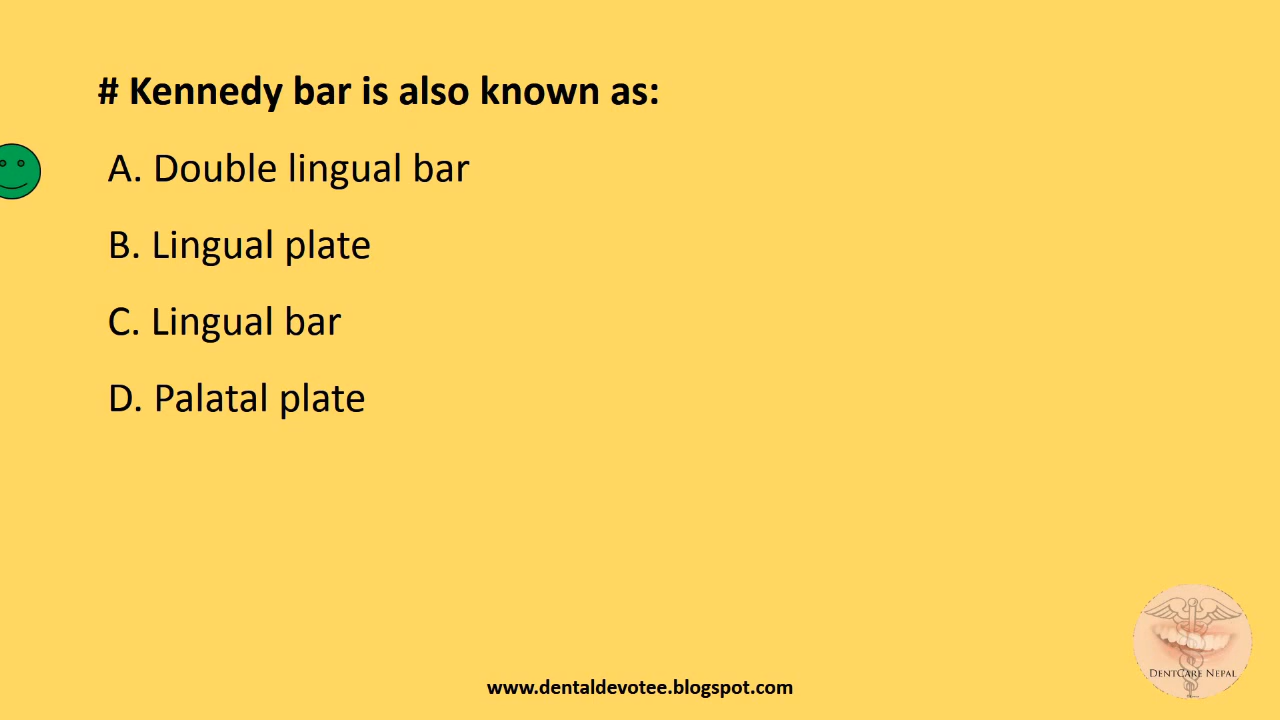 # Kennedy bar is also known as:
A. Double lingual bar
B. Lingual plate
C. Lingual bar
D. Palatal plate
DENTCARE NEPAL
www.dentaldevotee.blogspot.com